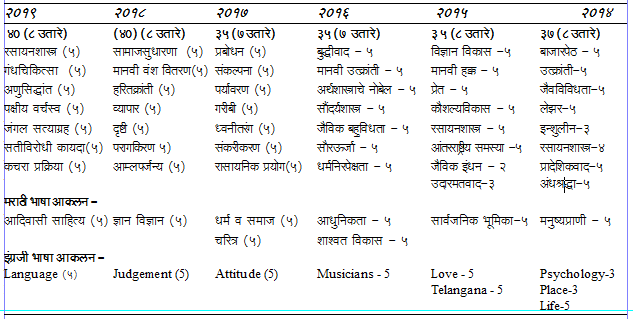 २०१९ २०१८ २०१७ २०१६ २०१५ २०१४
४० (८ उतारे) (४०) (८ उतारे) ३५ (७ उतारे) ३५ (७ उतारे) ३५ (८ उतारे) ३७ (८ उतारे)
रसायनशास्त्र (५) सामाजसुधारणा (५) प्रबोधन (५) बुद्धीवाद - ५ विज्ञान विकास -५ बाजारपेठ - ५
गंधचिकित्सा (५) मानवी वंश वितरण(५) संकल्पना (५) मानवी उत्क्रांती - ५ मानवी हक्क - ५ उत्क्रांती-५
अणुसिद्धांत (५) हरितक्रांती (५) पर्यावरण (५) अर्थशास्त्राचे नोबेल - ५ प्रेत - ५ जैवविविधता-५
पक्षीय वर्चस्व (५) व्यापार (५) गरीबी (५) सौंदर्यशास्त्र - ५ कौशल्यविकास - ५ लेझर-५
जंगल सत्याग्रह (५) दृष्टि (५) ध्वनीतरंग (५) जैविक बहुविधता - ५ रसायनशास्त्र - ५ इन्शुलीन-३
सतीविरोधी कायदा(५) परागकिरण ५) संकरीकरण (५) सौरऊर्जा - ५ आंतरराष्ट्रीय समस्या -५ रसायनशास्त्र-४
कचरा प्रक्रिया (५) आम्लपर्जन्य (५) रासायनिक प्रयोग(५) धर्मनिरपेक्षता - ५ जैविक इंधन - २ प्रादेशिकवाद - ५
उदारमतवाद-३ अंधश्रद्धा-५
मराठी भाषा आकलन -
आदिवासी साहित्य (५) ज्ञान विज्ञान (५) धर्म व समाज (५) आधुनिकता - ५ सार्वजनिक भूमिका-५ मनुष्यप्राणी - ५
चरित्र (५) शाश्वत विकास - ५
इंग्रजी भाषा आकलन -
Language (५) Judgement (5) Attitude (5) Musicians - 5 Love - 5 Psychology-3
Telangana - 5 Place-3
Life-5